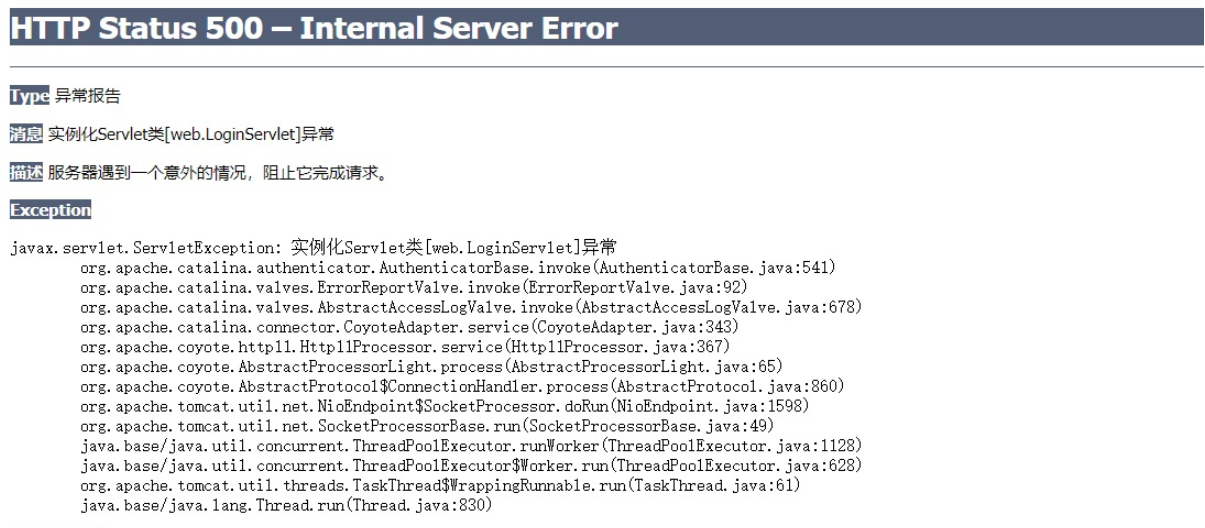 HTTP Status 500 – Internal Server Error
Type 异常报告
消息 实例化Servlet类[web.LoginServlet]异常
描述 服务器遇到一个意外的情况，阻止它完成请求。
Exception
javax.servlet.ServletException: 实例化Servlet类[web.LoginServlet]异常
org.apache.catalina.authenticator.AuthenticatorBase.invoke(AuthenticatorBase.java:541)
org.apache.catalina.valves.ErrorReportValve.invoke(ErrorReportValve.java:92)
org.apache.catalina.valves.AbstractAccessLogValve.invoke(AbstractAccessLogValve.java:678)
org.apache.catalina.connector.CoyoteAdapter.service(CoyoteAdapter.java:343)
org.apache.coyote.http11.Http11Processor.service(Http11Processor.java:367)
org.apache.coyote.AbstractProcessorLight.process(AbstractProcessorLight.java:65)
org.apache.coyote.AbstractProtocol$ConnectionHandler.process(AbstractProtocol.java:860)
org.apache.tomcat.util.net.NioEndpoint$SocketProcessor.doRun(NioEndpoint.java:1598)
org.apache.tomcat.util.net.SocketProcessorBase.run(SocketProcessorBase.java:49)
java.base/java.util.concurrent.ThreadPoolExecutor.runWorker(ThreadPoolExecutor.java:1128)
java.base/java.util.concurrent.ThreadPoolExecutor$Worker.run(ThreadPoolExecutor.java:628)
org.apache.tomcat.util.threads.TaskThread$WrappingRunnable.run(TaskThread.java:61)
java.base/java.lang.Thread.run(Thread.java:830)